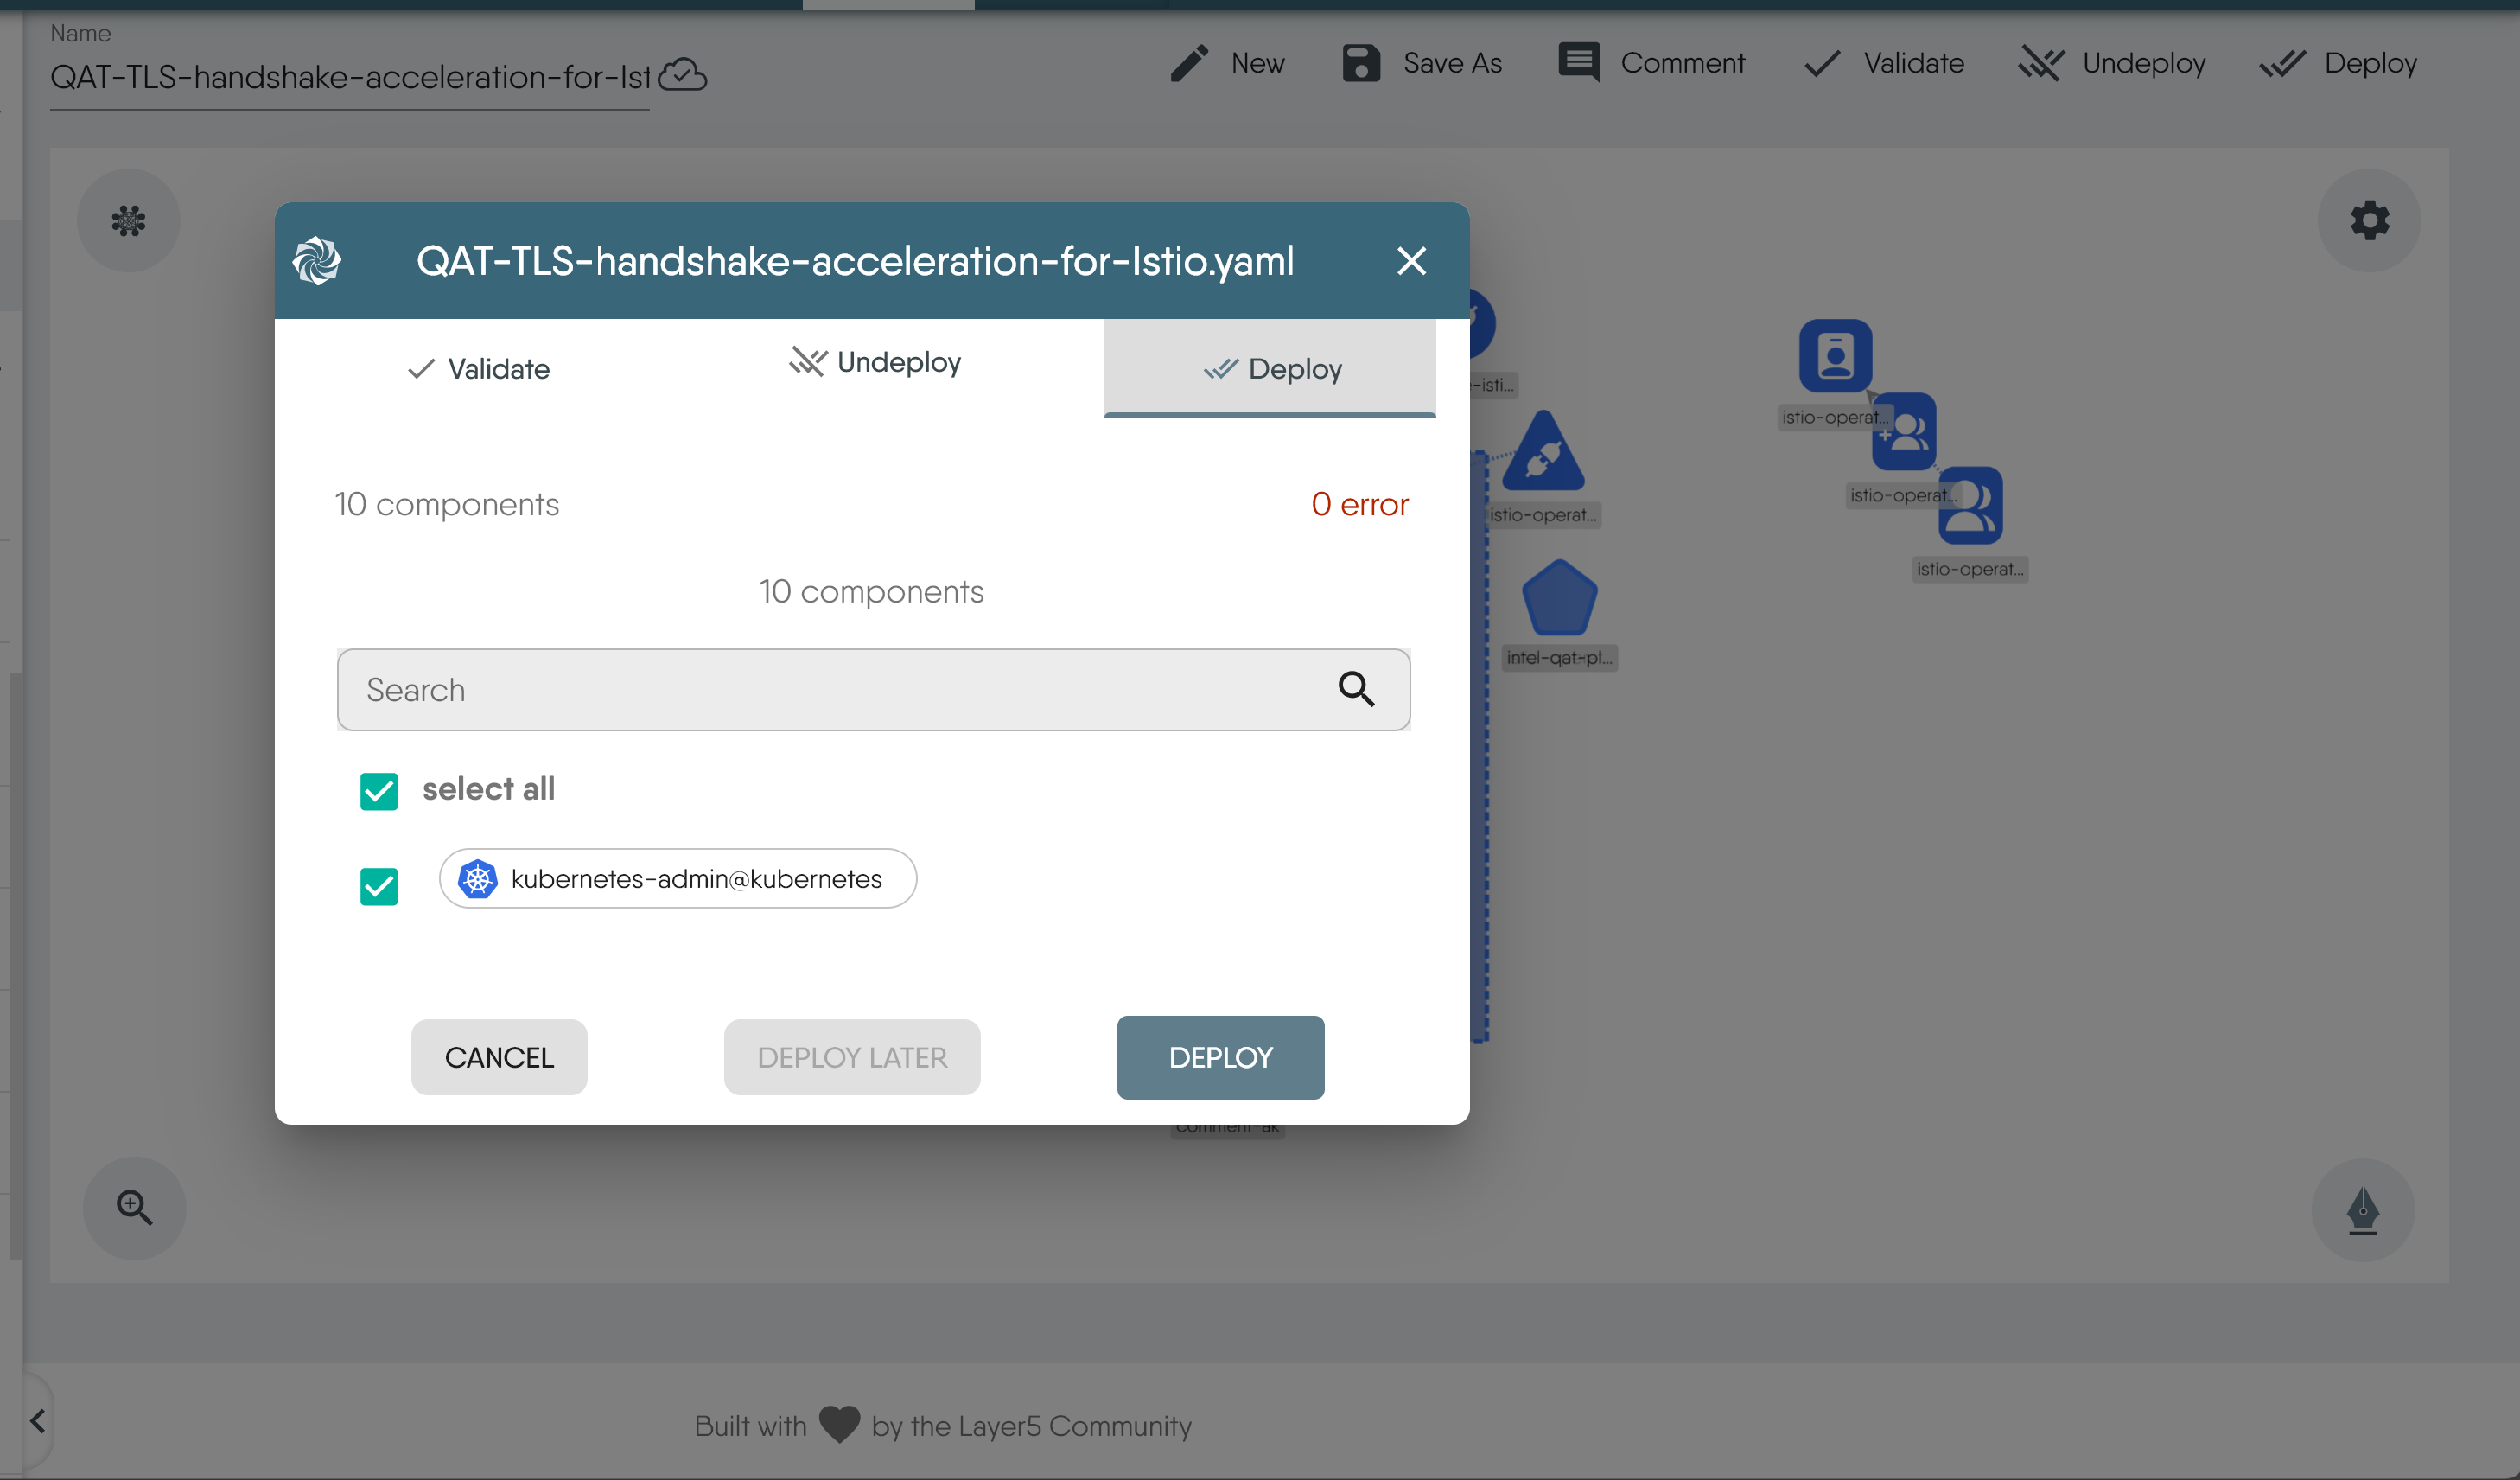 Name
QAT-TLS-handshake-acceleration-for-Ist
New
Save As
Comment
Validate
Undeploy
Deploy
QAT-TLS-handshake-acceleration-for-Istio.yaml
Validate
Undeploy
Deploy
10 components
0 error
10 components
Search
select all
kubernetes-admin@kubernetes
CANCEL
DEPLOY LATER
DEPLOY
-isti...
istio-operat...
intel-qat-pl...
istio-operat...
istio-operat...
istio-operat...
comment-ak
Built with by the Layer5 Community